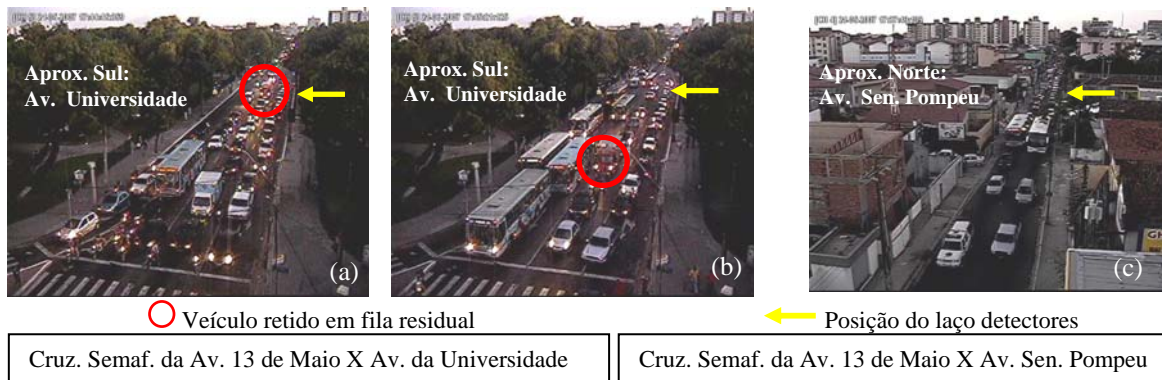 Aprox. Sul:
Av. Universidade
(a)
Aprox. Sul:
Av. Universidade
(b)
Aprox. Norte:
Av. Sen. Pompeu
(c)
Veículo retido em fila residual
Posição do laço detectores
Cruz. Semaf. da Av. 13 de Maio X Av. da Universidade
Cruz. Semaf. da Av. 13 de Maio X Av. Sen. Pompeu